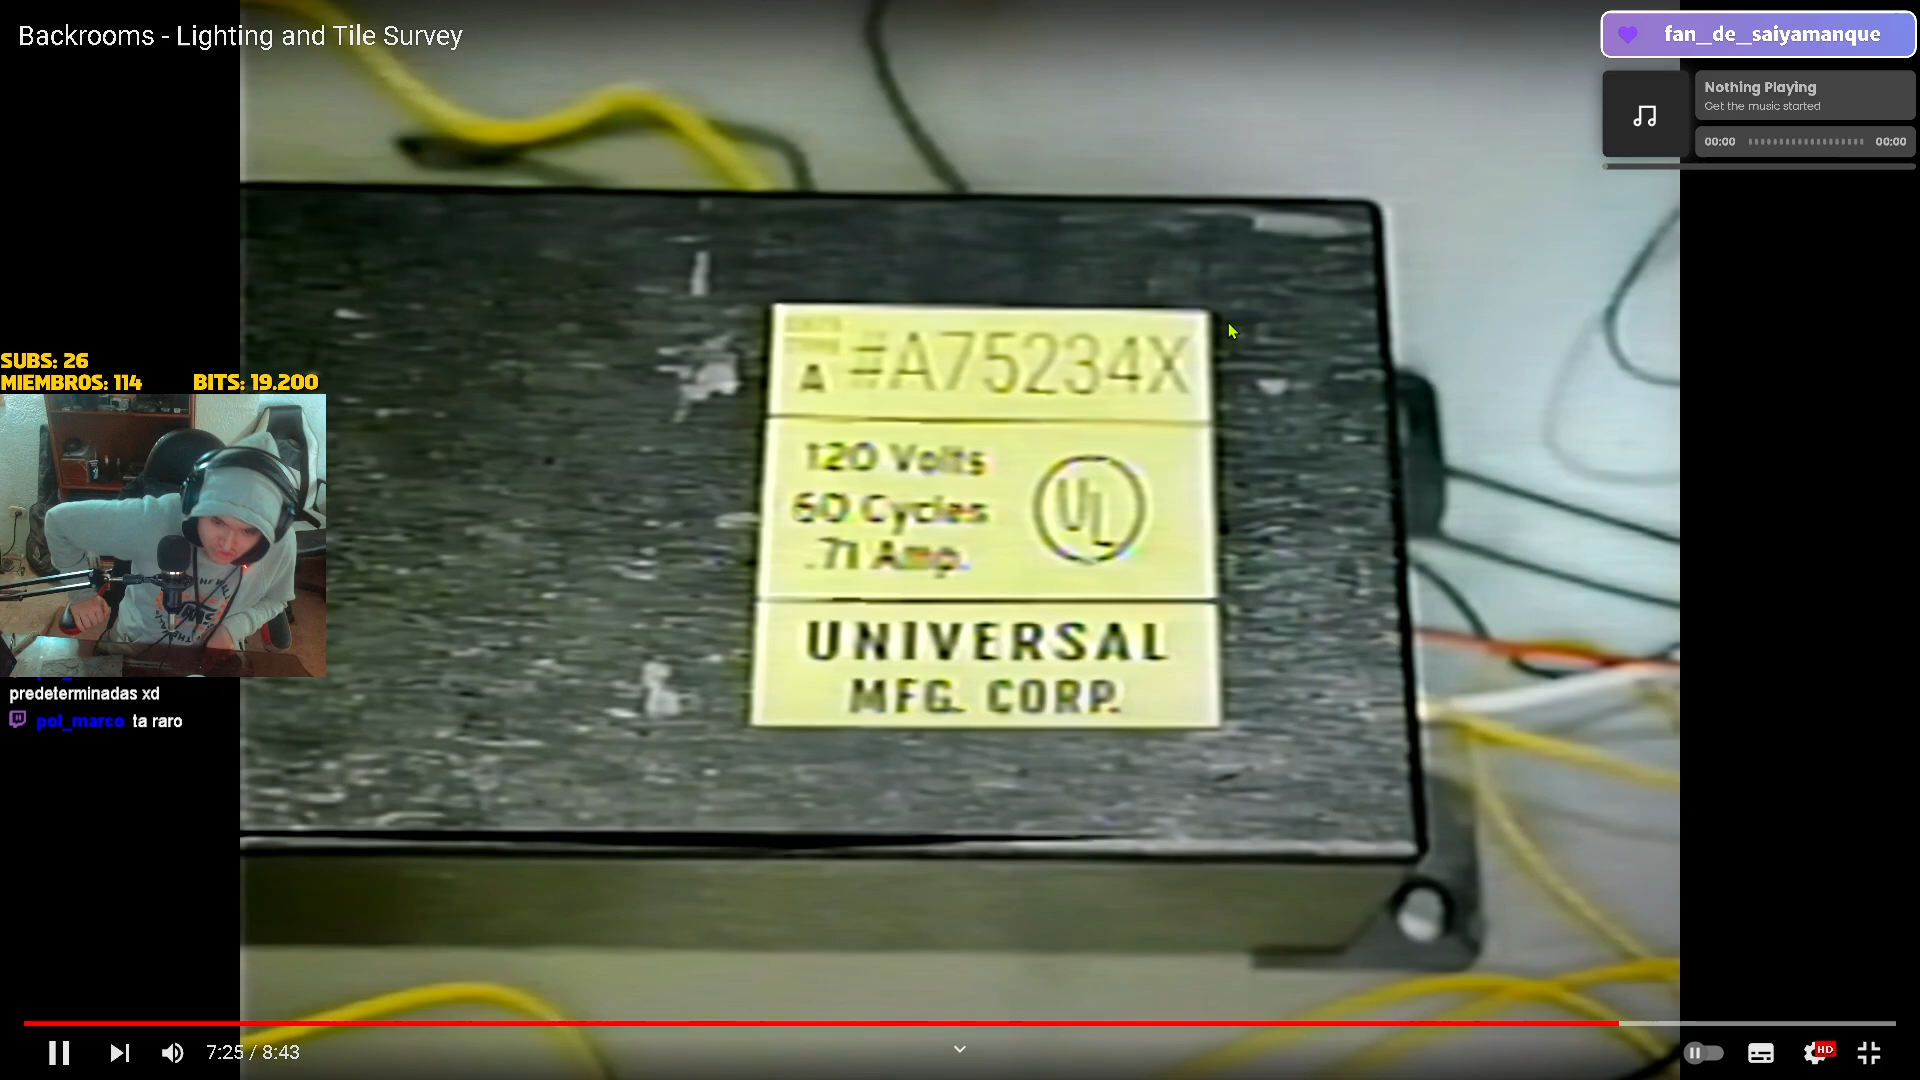 Backrooms - Lighting and Tile Survey
fan_de_saiyamanque
Nothing Playing
Get the music started
00:00
00:00
A #A75234X
120 Volts
60 Cycles
.71 Amp.
UL
UNIVERSAL
MFG. CORP.
SUBS: 26
MIEMBROS: 114 BITS: 19.200
predeterminadas xd
pol_marco ta raro
7:25 / 8:43
HD